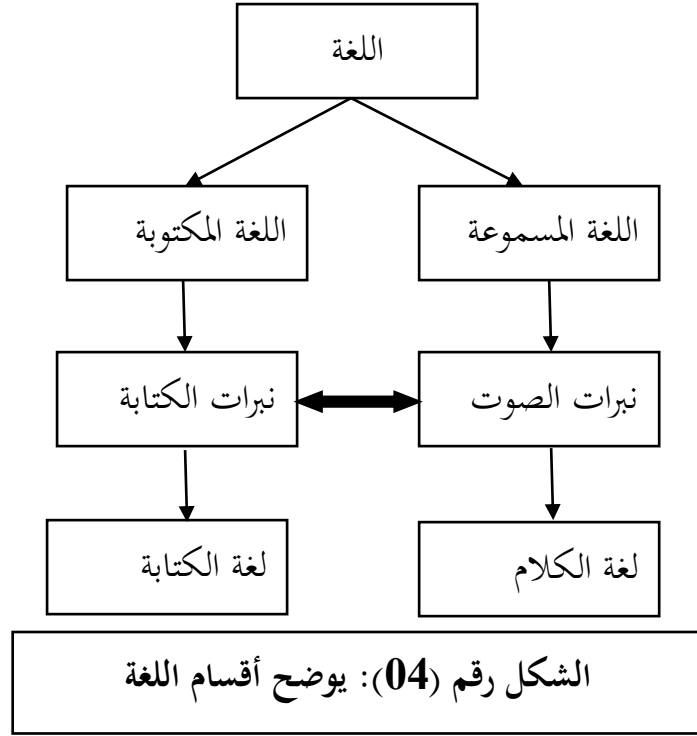 اللغة
اللغة المسموعة
اللغة المكتوبة
نبرات الصوت
نبرات الكتابة
لغة الكلام
لغة الكتابة
الشكل رقم (04): يوضح أقسام اللغة